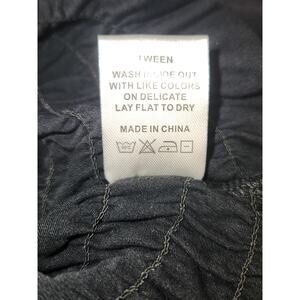 TWEEN
WASH INSIDE OUT
WITH LIKE COLORS
ON DELICATE
LAY FLAT TO DRY
MADE IN CHINA